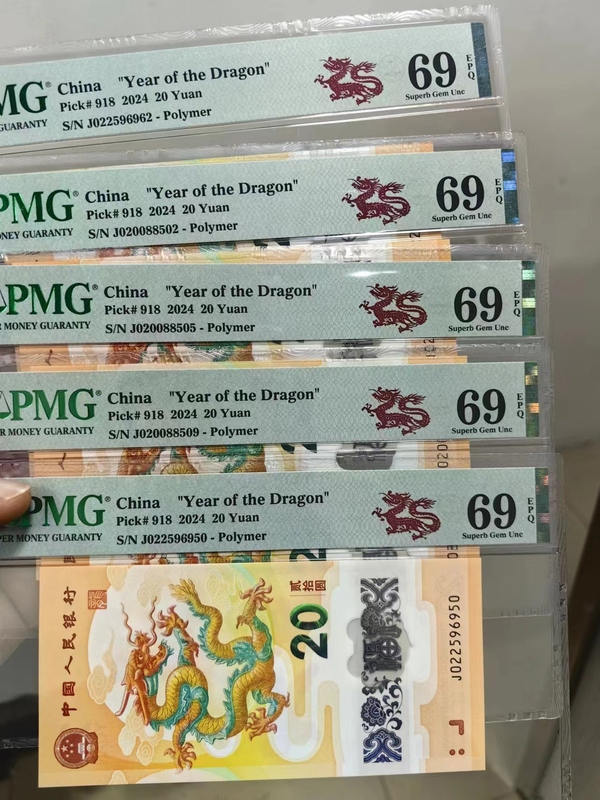 MG®
GUARANTY
China "Year of the Dragon"
Pick# 918 2024 20 Yuan
S/N J022596962 - Polymer
69
EPQ
Superb Gem Unc
PMG®
MONEY GUARANTY
China "Year of the Dragon"
Pick# 918 2024 20 Yuan
S/N J020088502 - Polymer
69
EPQ
Superb Gem Unc
PMG®
R MONEY GUARANTY
China "Year of the Dragon"
Pick# 918 2024 20 Yuan
S/N J020088505 - Polymer
69
EPQ
Superb Gem Unc
PMG®
R MONEY GUARANTY
China "Year of the Dragon"
Pick# 918 2024 20 Yuan
S/N J020088509 - Polymer
69
EPQ
Superb Gem Unc
PMG®
PER MONEY GUARANTY
China "Year of the Dragon"
Pick# 918 2024 20 Yuan
S/N J022596950 - Polymer
69
EPQ
Superb Gem Unc
中国人民银行
贰拾圆
20
J022596950